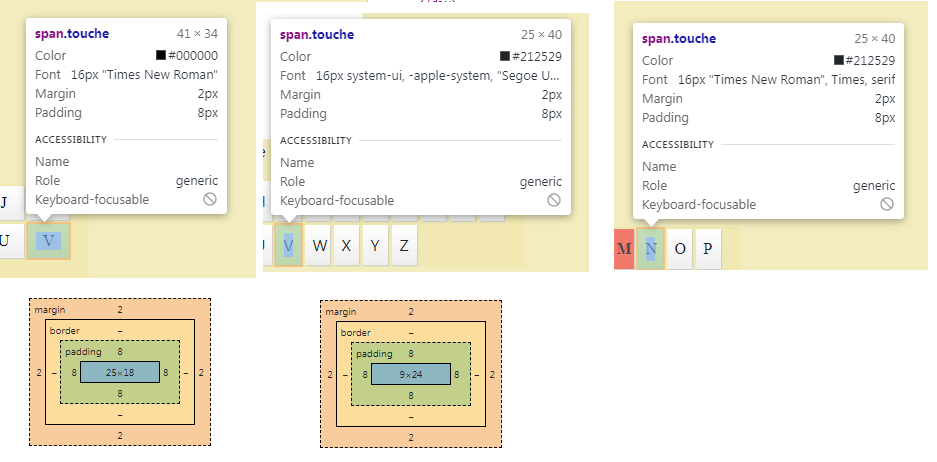 span.touche 41 × 34
Color #000000
Font 16px "Times New Roman"
Margin 2px
Padding 8px
ACCESSIBILITY
Name
Role generic
Keyboard-focusable
J
U V
span.touche 25 × 40
Color #212529
Font 16px system-ui, -apple-system, "Segoe U...
Margin 2px
Padding 8px
ACCESSIBILITY
Name
Role generic
Keyboard-focusable
V W X Y Z
span.touche 25 × 40
Color #212529
Font 16px "Times New Roman", Times, serif
Margin 2px
Padding 8px
ACCESSIBILITY
Name
Role generic
Keyboard-focusable
M N O P
margin 2
border –
padding 8
2 – 8 25×18 8 – 2
8
–
2
margin 2
border –
padding 8
2 – 8 9×24 8 – 2
8
–
2